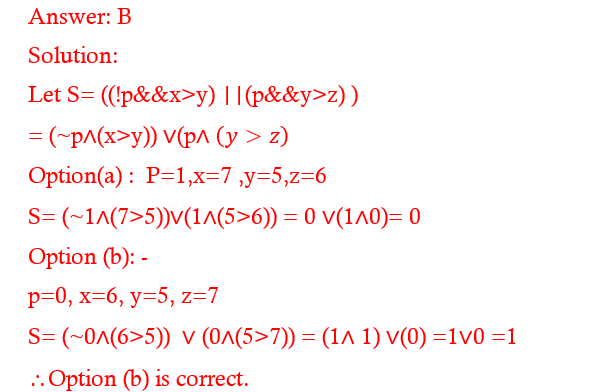 Answer: B
Solution:
Let S= ((!p&&x>y) ||(p&&y>z) )
= (~p∧(x>y)) ∨(p∧ (y > z)
Option(a) :  P=1,x=7 ,y=5,z=6
S= (~1∧(7>5))∨(1∧(5>6)) = 0 ∨(1∧0)= 0
Option (b): -
p=0, x=6, y=5, z=7
S= (~0∧(6>5))  ∨ (0∧(5>7)) = (1∧ 1) ∨(0) =1∨0 =1
∴Option (b) is correct.